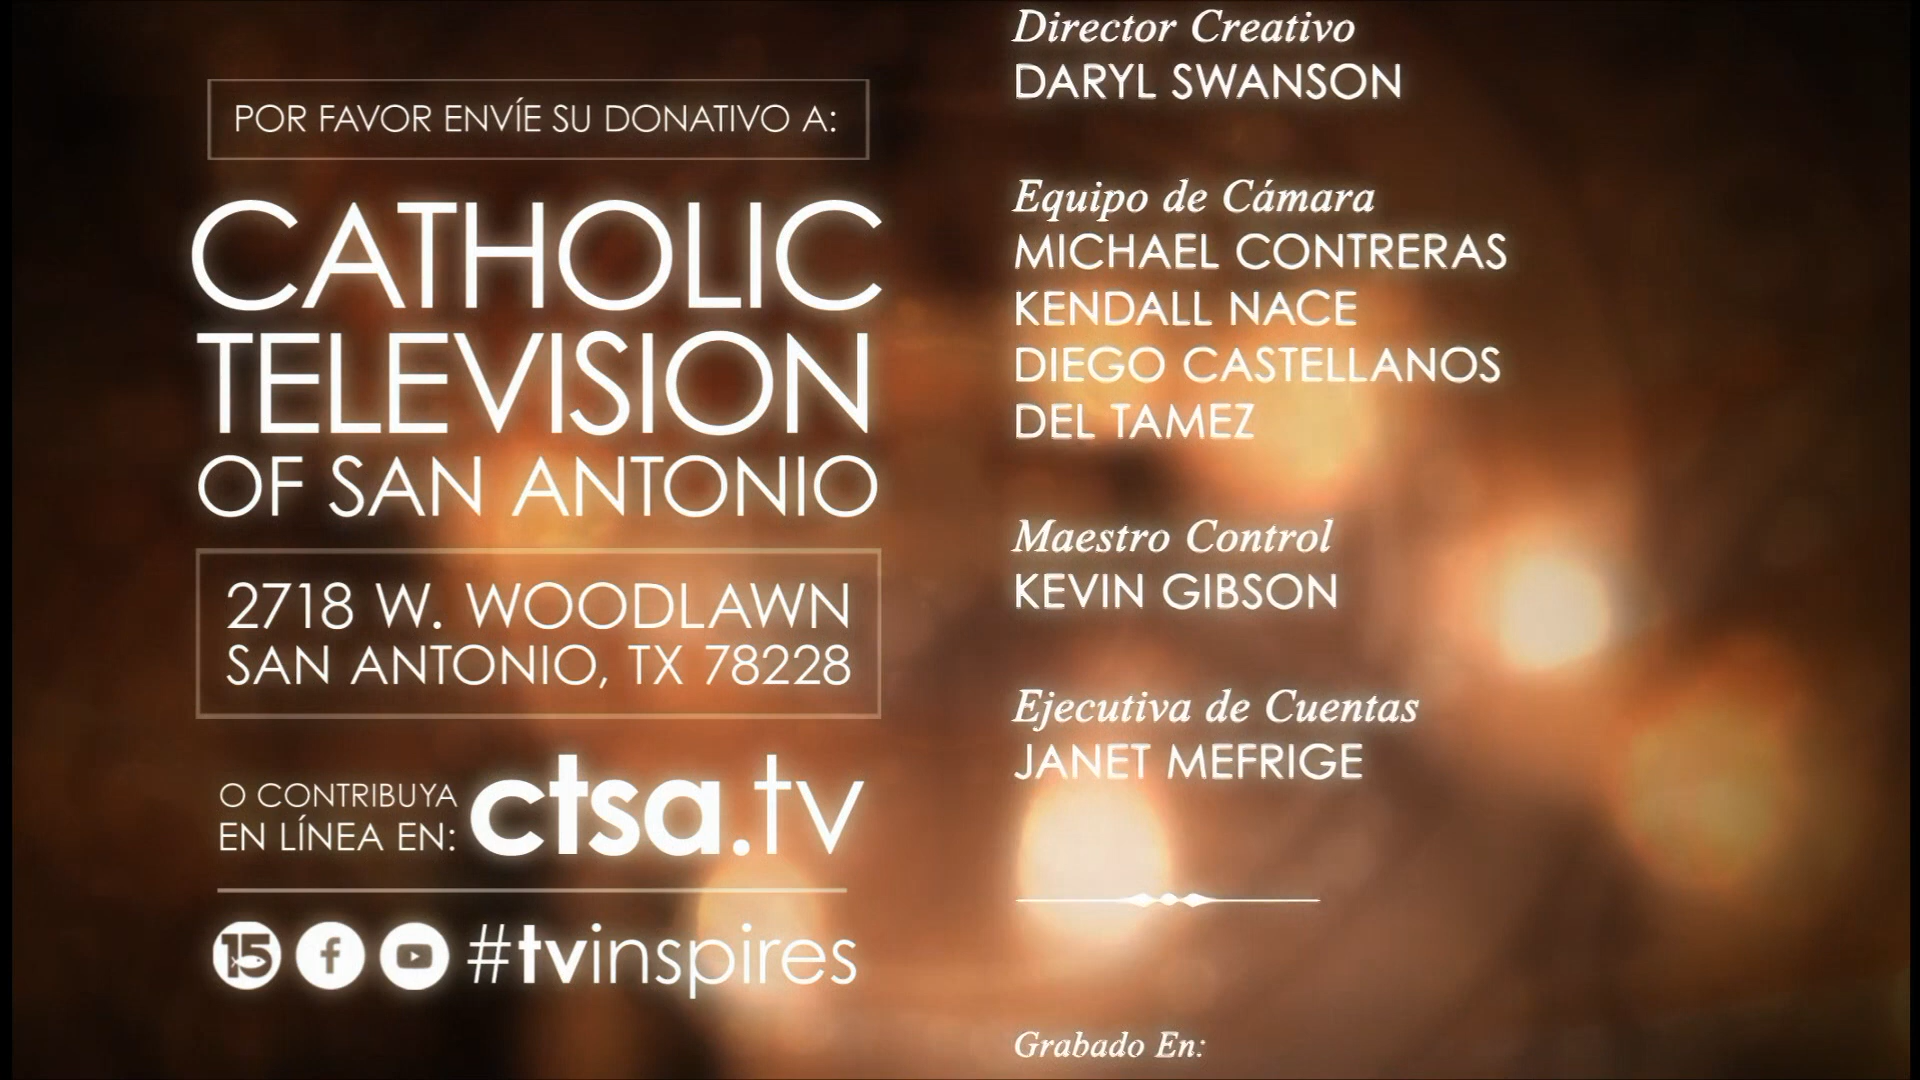 POR FAVOR ENVÍE SU DONATIVO A:
CATHOLIC
TELEVISION
OF SAN ANTONIO
2718 W. WOODLAWN
SAN ANTONIO, TX 78228
O CONTRIBUYA
EN LÍNEA EN:
ctsa.tv
15
#tvinspires
Director Creativo
DARYL SWANSON
Equipo de Cámara
MICHAEL CONTRERAS
KENDALL NACE
DIEGO CASTELLANOS
DEL TAMEZ
Maestro Control
KEVIN GIBSON
Ejecutiva de Cuentas
JANET MEFRIGE
Grabado En: